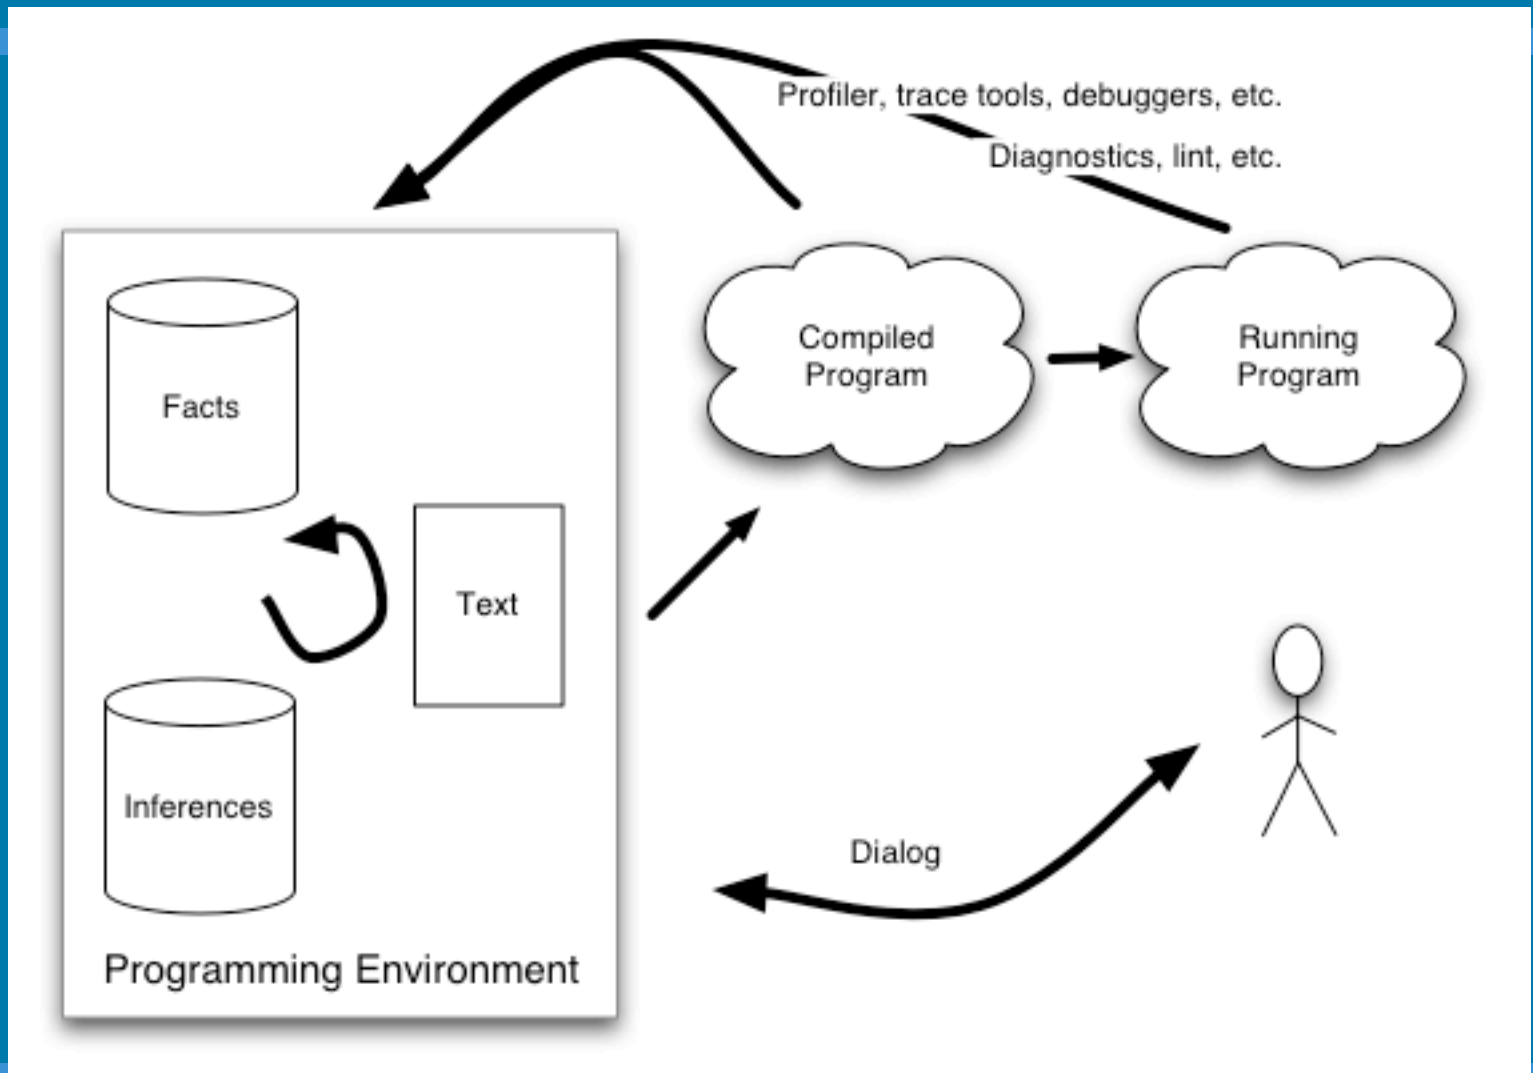 Profiler, trace tools, debuggers, etc.
Diagnostics, lint, etc.
Compiled
Program
Running
Program
Facts
Text
Inferences
Dialog
Programming Environment